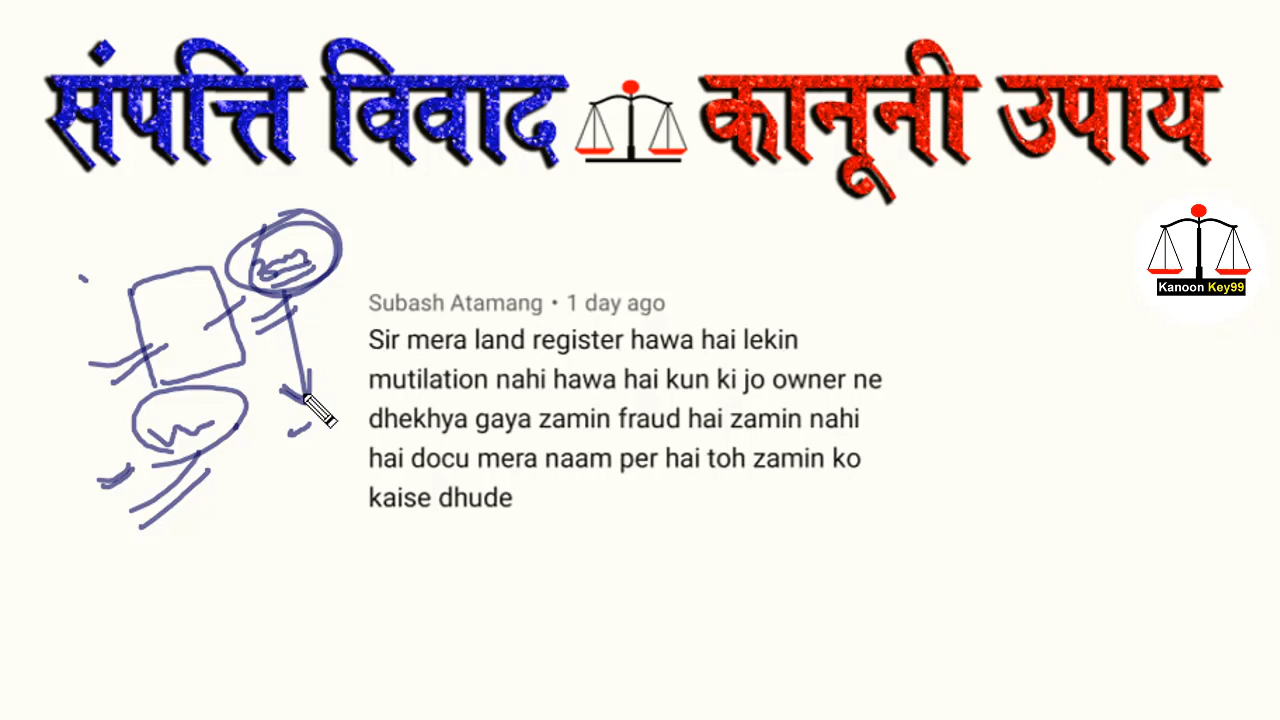 संपत्ति विवाद कानूनी उपाय
Kanoon Key99
Subash Atamang • 1 day ago
Sir mera land register hawa hai lekin
mutilation nahi hawa hai kun ki jo owner ne
dhekhya gaya zamin fraud hai zamin nahi
hai docu mera naam per hai toh zamin ko
kaise dhude